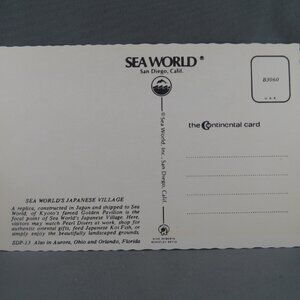 SEA WORLD®
San Diego, Calif.
B3060
the Continental card
© Sea World, Inc., San Diego, Calif.
SEA WORLD'S JAPANESE VILLAGE
A replica, constructed in Japan and shipped to Sea
World, of Kyoto's famed Golden Pavilion is the
focal point of Sea World's Japanese Village. Here,
visitors may watch Pearl Divers at work, shop for
authentic oriental gifts, feed Japanese Koi Fish, or
simply enjoy the beautifully landscaped grounds.
SDP-13 Also in Aurora, Ohio and Orlando, Florida